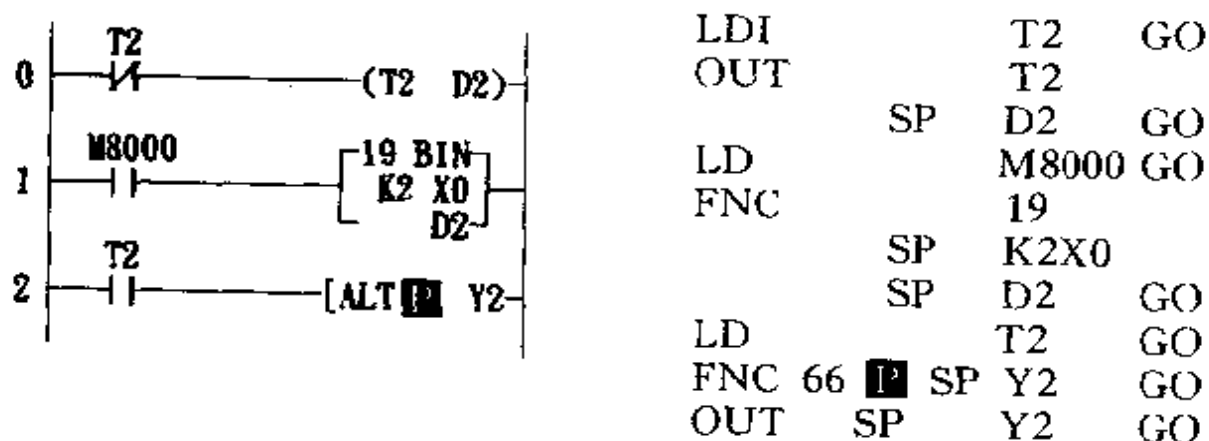 T2
0 (T2 D2)
M8000
1 19 BIN
K2 X0
D2
T2
2 [ALT P Y2
LDI T2 GO
OUT T2
SP D2 GO
LD M8000 GO
FNC 19
SP K2X0
SP D2 GO
LD T2 GO
FNC 66 P SP Y2 GO
OUT SP Y2 GO